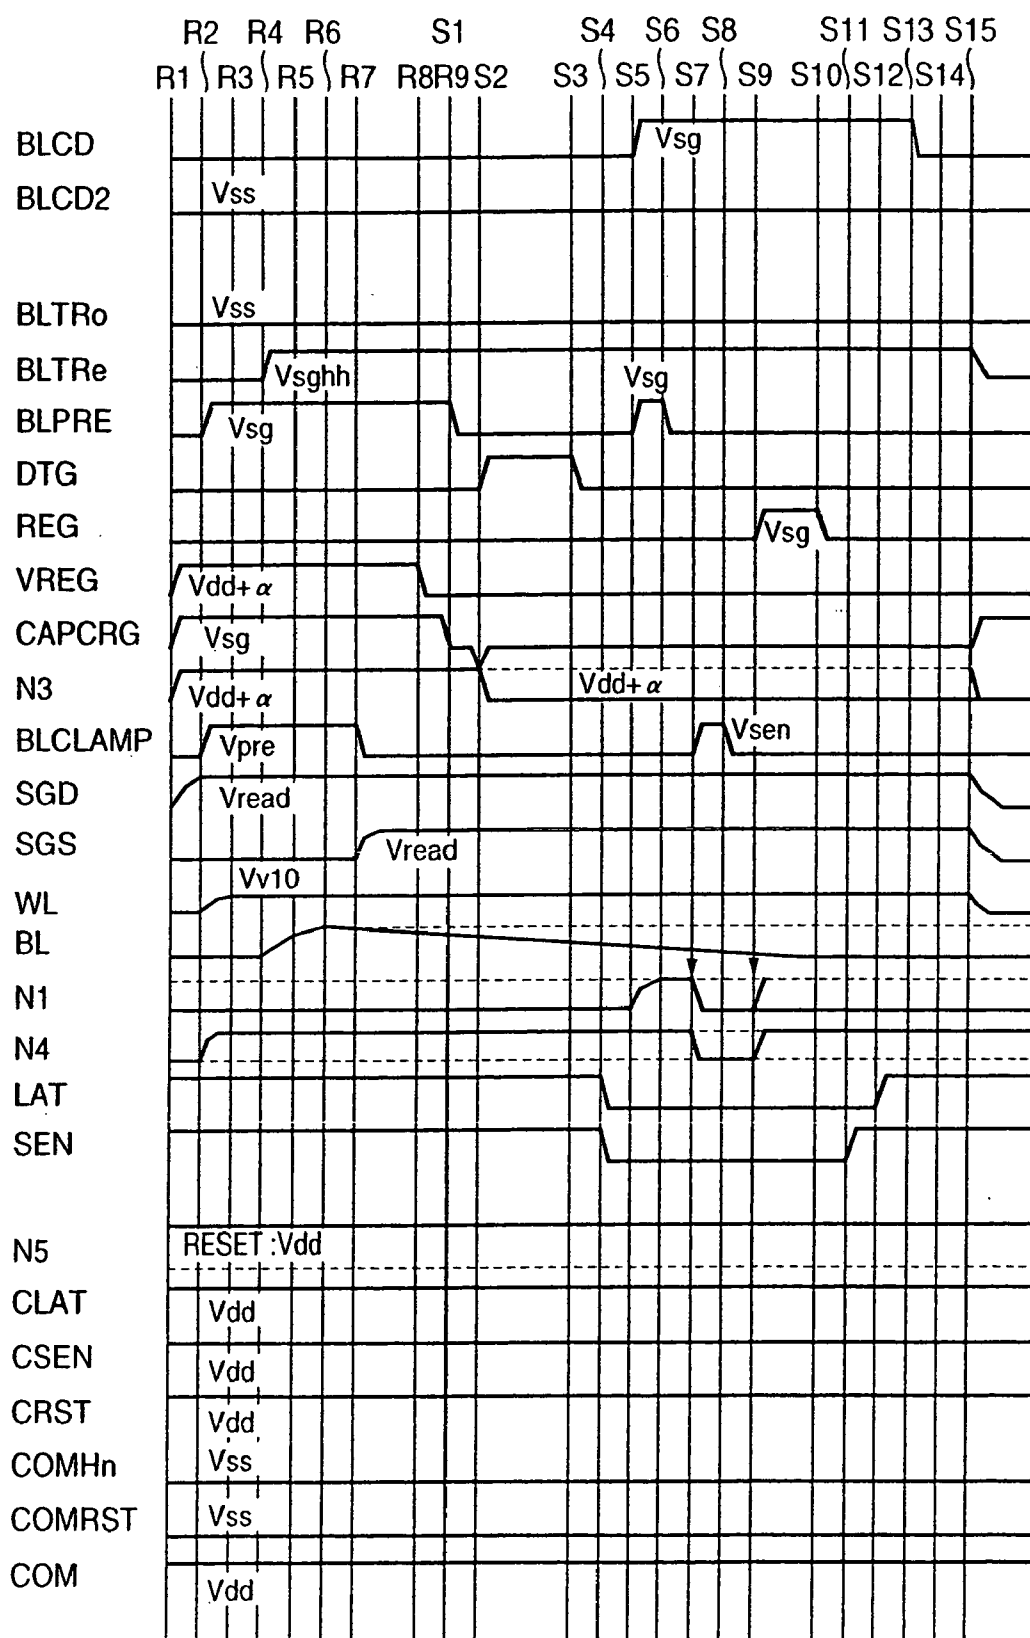 R2 R4 R6 S1 S4 S6 S8 S11 S13 S15
R1 R3 R5 R7 R8 R9 S2 S3 S5 S7 S9 S10 S12 S14
BLCD Vsg
BLCD2 Vss
BLTRo Vss
BLTRe Vsghh
BLPRE Vsg Vsg
DTG
REG Vsg
VREG Vdd+α
CAPCRG Vsg
N3 Vdd+α Vdd+α
BLCLAMP Vpre Vsen
SGD Vread
SGS Vread
WL Vv10
BL
N1
N4
LAT
SEN
N5 RESET:Vdd
CLAT Vdd
CSEN Vdd
CRST Vdd
COMHn Vss
COMRST Vss
COM Vdd